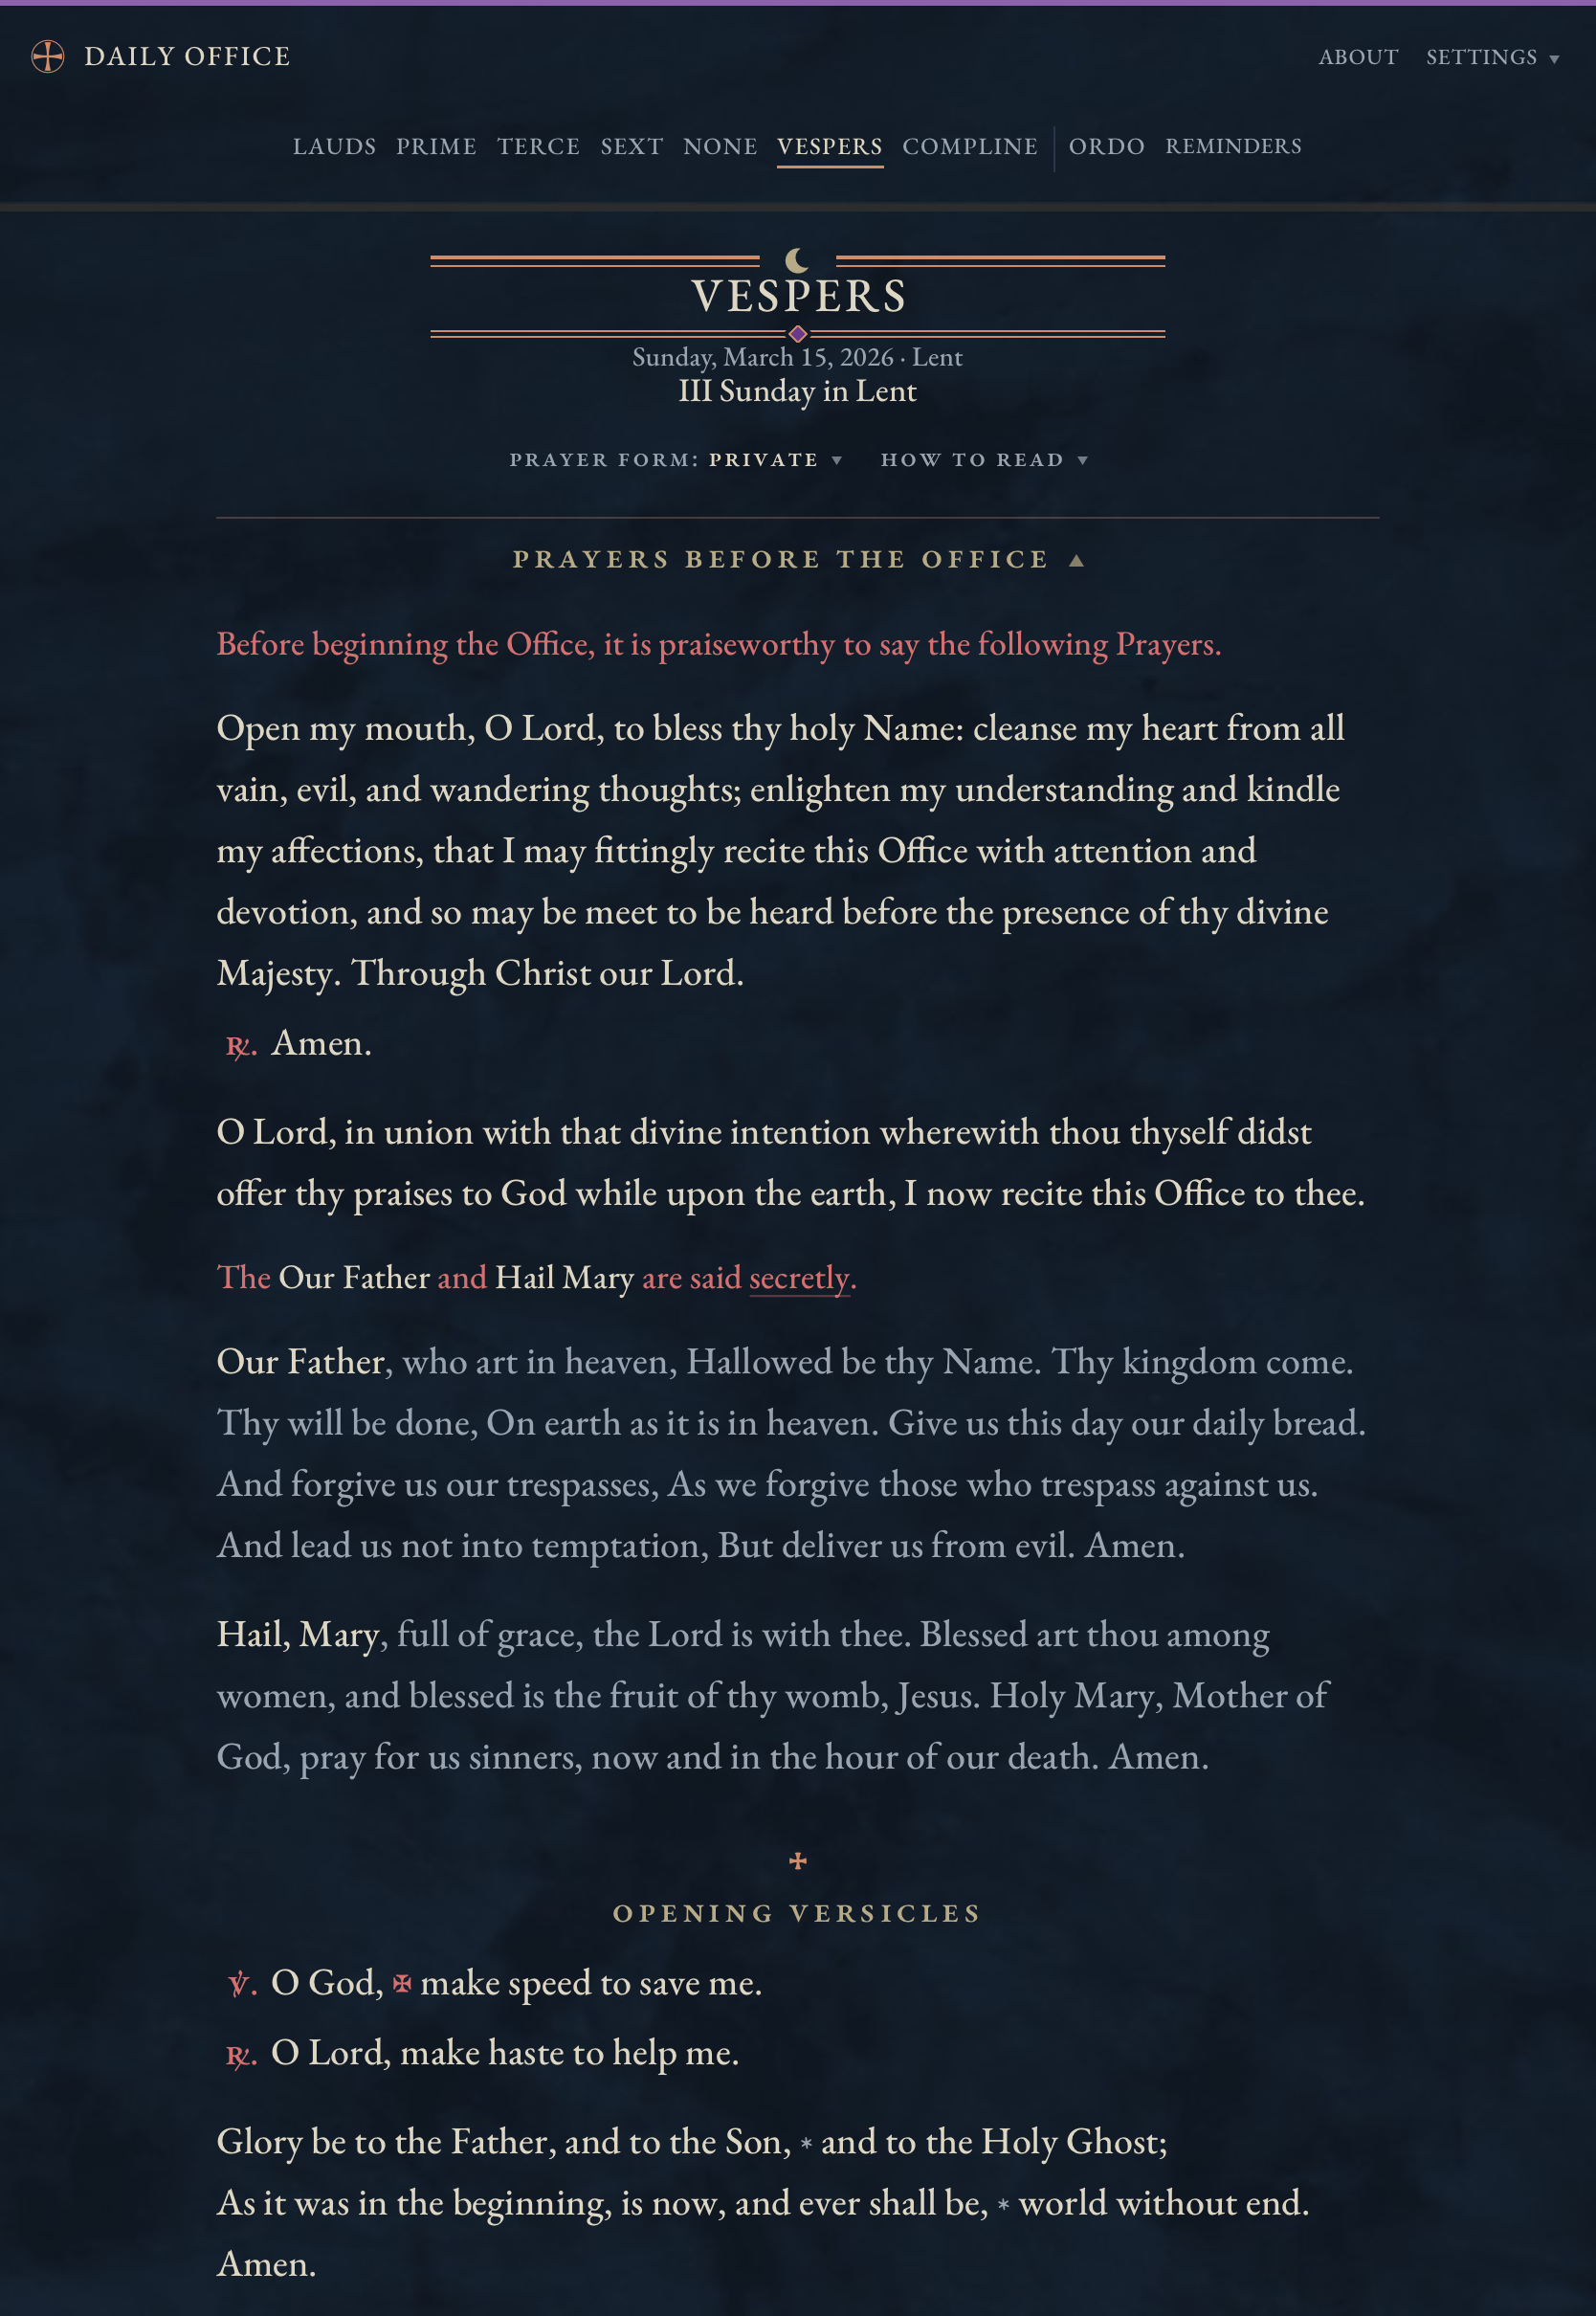 DAILY OFFICE
ABOUT SETTINGS ▼
LAUDS PRIME TERCE SEXT NONE VESPERS COMPLINE ORDO REMINDERS
VESPERS
Sunday, March 15, 2026 · Lent
III Sunday in Lent
PRAYER FORM: PRIVATE ▼ HOW TO READ ▼
PRAYERS BEFORE THE OFFICE ▲
Before beginning the Office, it is praiseworthy to say the following Prayers.
Open my mouth, O Lord, to bless thy holy Name: cleanse my heart from all
vain, evil, and wandering thoughts; enlighten my understanding and kindle
my affections, that I may fittingly recite this Office with attention and
devotion, and so may be meet to be heard before the presence of thy divine
Majesty. Through Christ our Lord.
℟. Amen.
O Lord, in union with that divine intention wherewith thou thyself didst
offer thy praises to God while upon the earth, I now recite this Office to thee.
The Our Father and Hail Mary are said secretly.
Our Father, who art in heaven, Hallowed be thy Name. Thy kingdom come.
Thy will be done, On earth as it is in heaven. Give us this day our daily bread.
And forgive us our trespasses, As we forgive those who trespass against us.
And lead us not into temptation, But deliver us from evil. Amen.
Hail, Mary, full of grace, the Lord is with thee. Blessed art thou among
women, and blessed is the fruit of thy womb, Jesus. Holy Mary, Mother of
God, pray for us sinners, now and in the hour of our death. Amen.
✠
OPENING VERSICLES
℣. O God, ✠ make speed to save me.
℟. O Lord, make haste to help me.
Glory be to the Father, and to the Son, * and to the Holy Ghost;
As it was in the beginning, is now, and ever shall be, * world without end.
Amen.